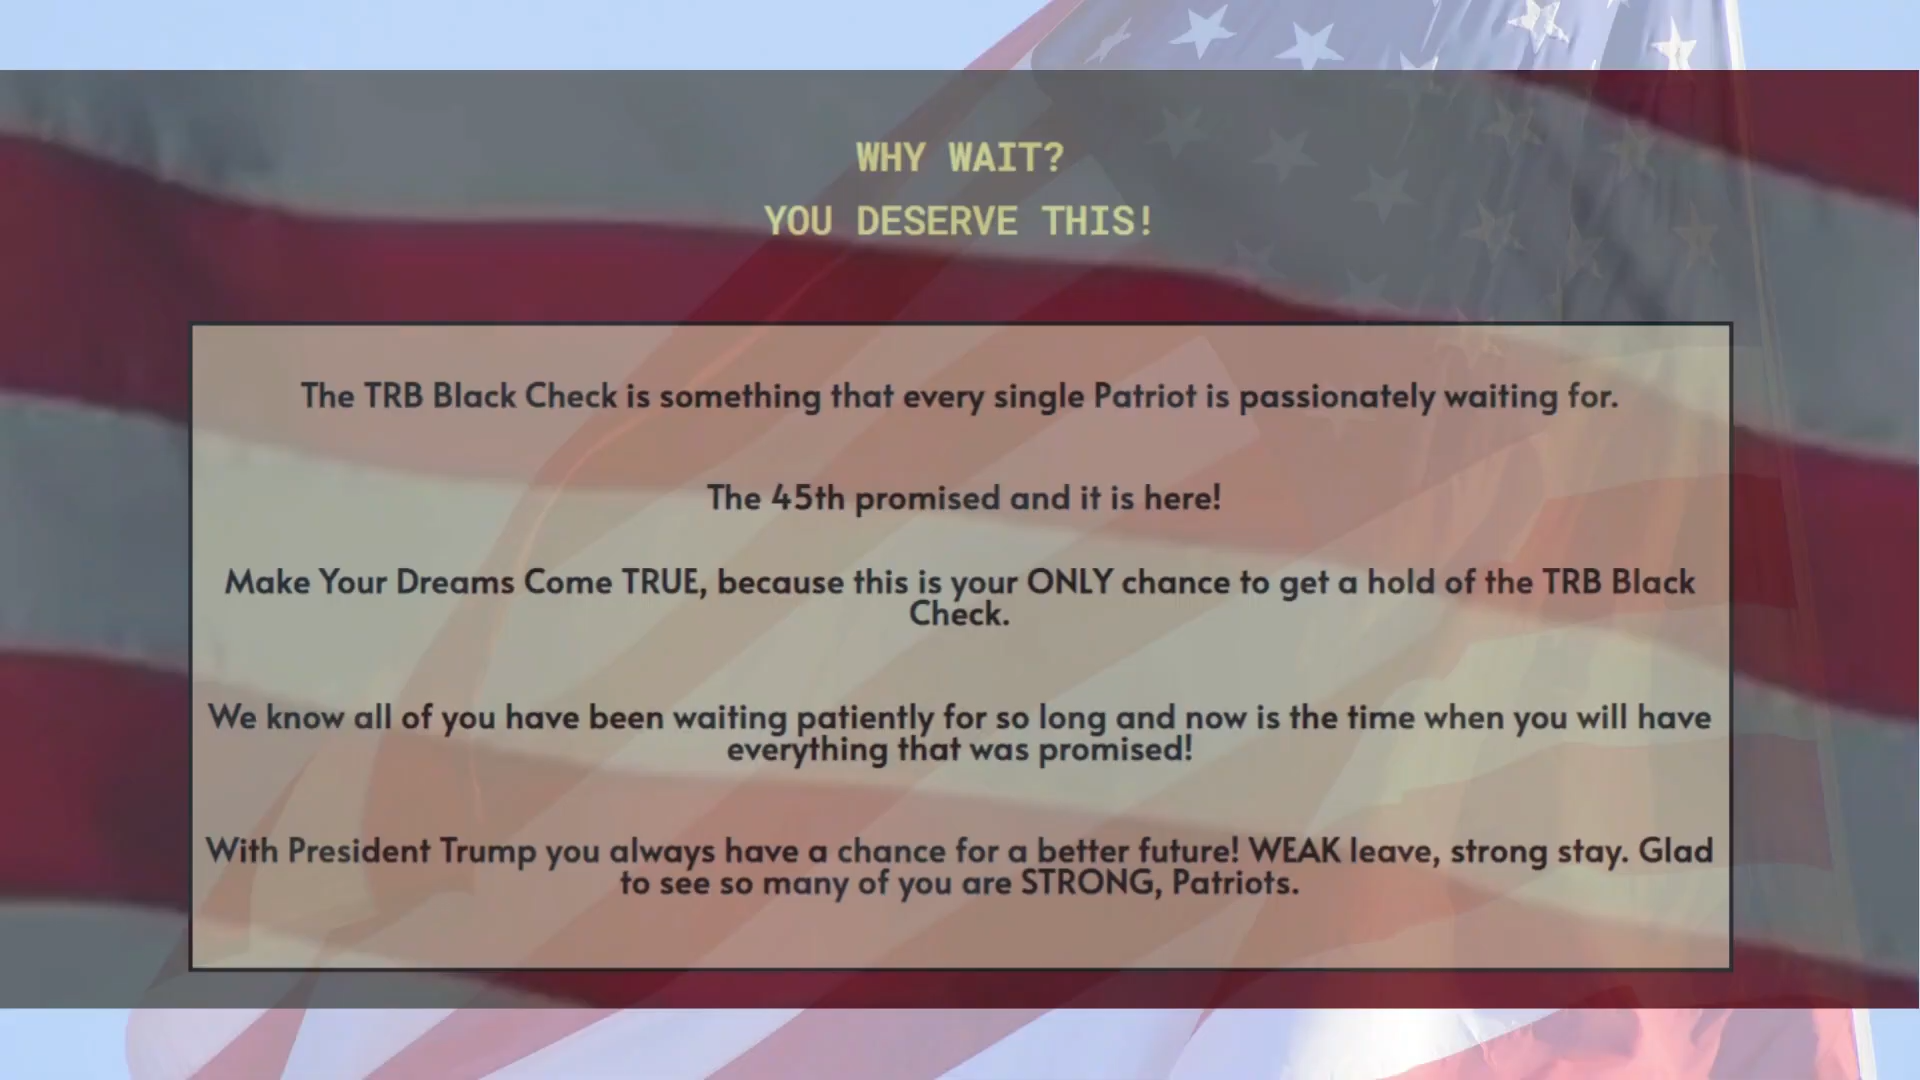 WHY WAIT?
YOU DESERVE THIS!
The TRB Black Check is something that every single Patriot is passionately waiting for.
The 45th promised and it is here!
Make Your Dreams Come TRUE, because this is your ONLY chance to get a hold of the TRB Black
Check.
We know all of you have been waiting patiently for so long and now is the time when you will have
everything that was promised!
With President Trump you always have a chance for a better future! WEAK leave, strong stay. Glad
to see so many of you are STRONG, Patriots.